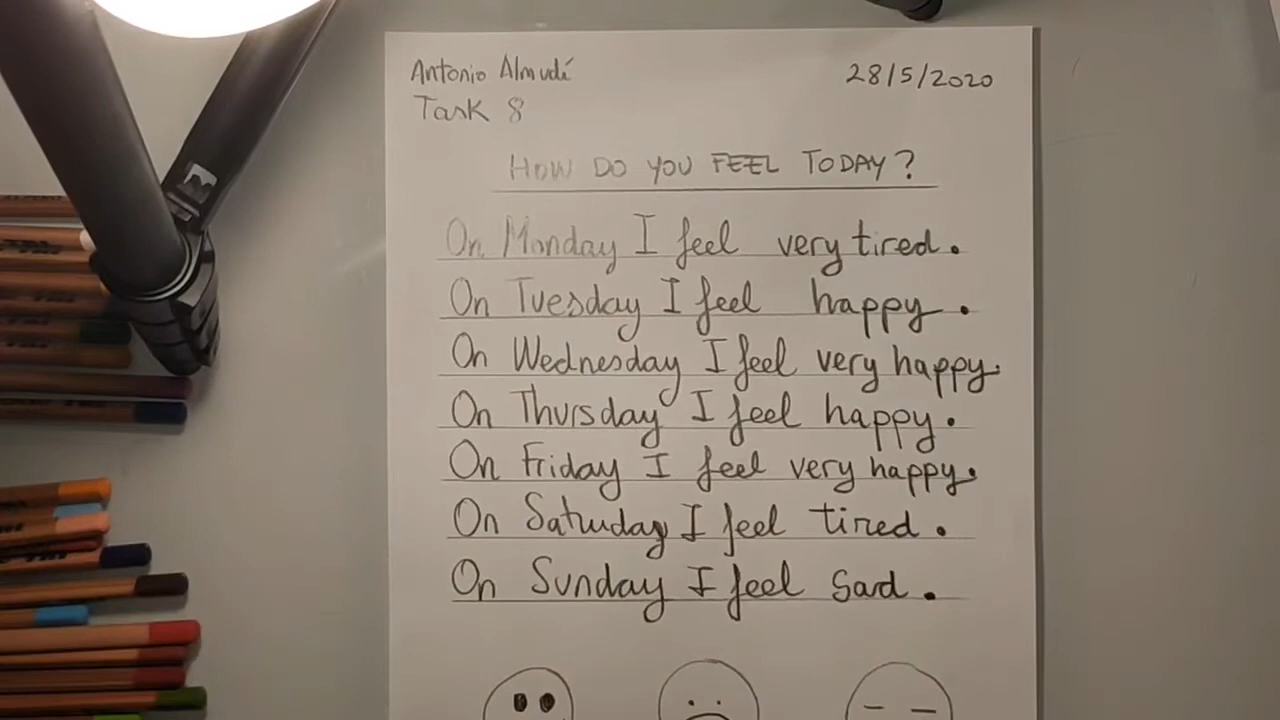 Antonio Almudí
28/5/2020
Task 8
HOW DO YOU FEEL TODAY?
On Monday I feel very tired.
On Tuesday I feel happy.
On Wednesday I feel very happy.
On Thursday I feel happy.
On Friday I feel very happy.
On Saturday I feel tired.
On Sunday I feel sad.